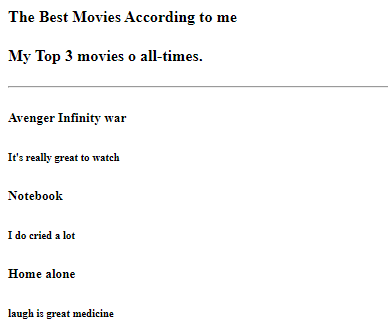 The Best Movies According to me
My Top 3 movies o all-times.
Avenger Infinity war
It's really great to watch
Notebook
I do cried a lot
Home alone
laugh is great medicine